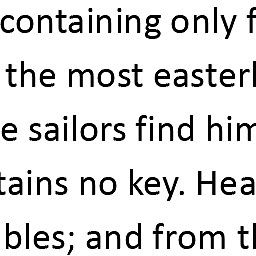 containing only f
the most easterl
e sailors find him
tains no key. Hea
bles; and from th